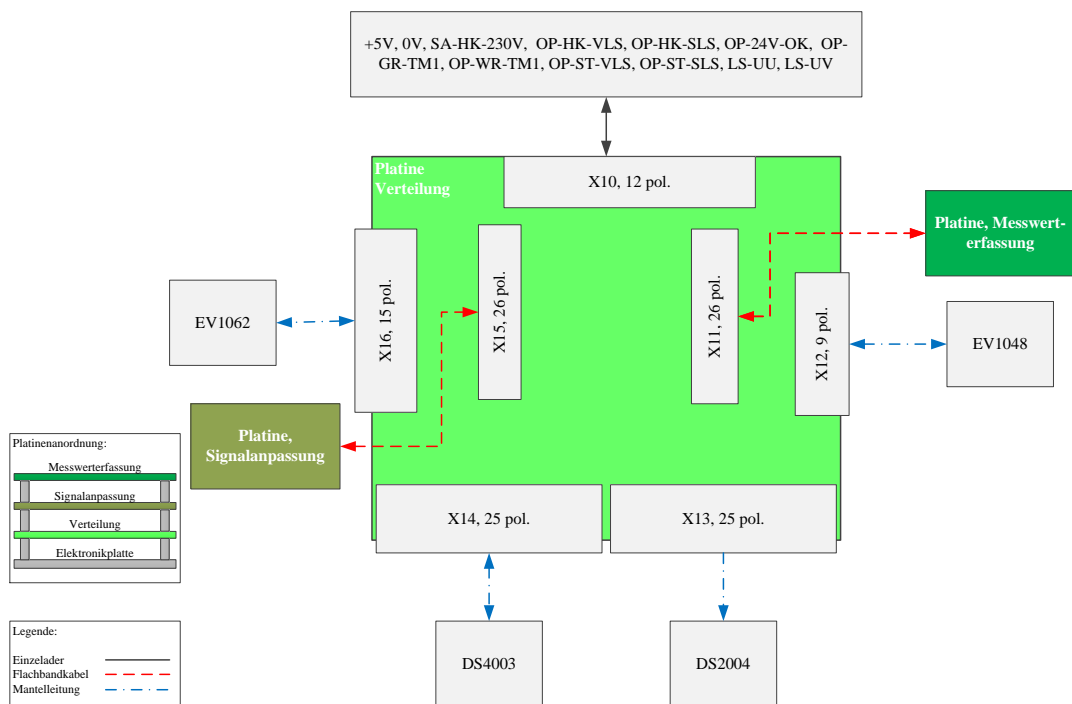 +5V, 0V, SA-HK-230V, OP-HK-VLS, OP-HK-SLS, OP-24V-OK, OP-
GR-TM1, OP-WR-TM1, OP-ST-VLS, OP-ST-SLS, LS-UU, LS-UV
Platine
Verteilung
X10, 12 pol.
Platine, Messwert-
erfassung
X16, 15 pol.
X15, 26 pol.
X11, 26 pol.
X12, 9 pol.
EV1062
EV1048
Platine,
Signalanpassung
Platinenanordnung:
Messwerterfassung
Signalanpassung
Verteilung
Elektronikplatte
X14, 25 pol.
X13, 25 pol.
DS4003
DS2004
Legende:
Einzelader
Flachbandkabel
Mantelleitung